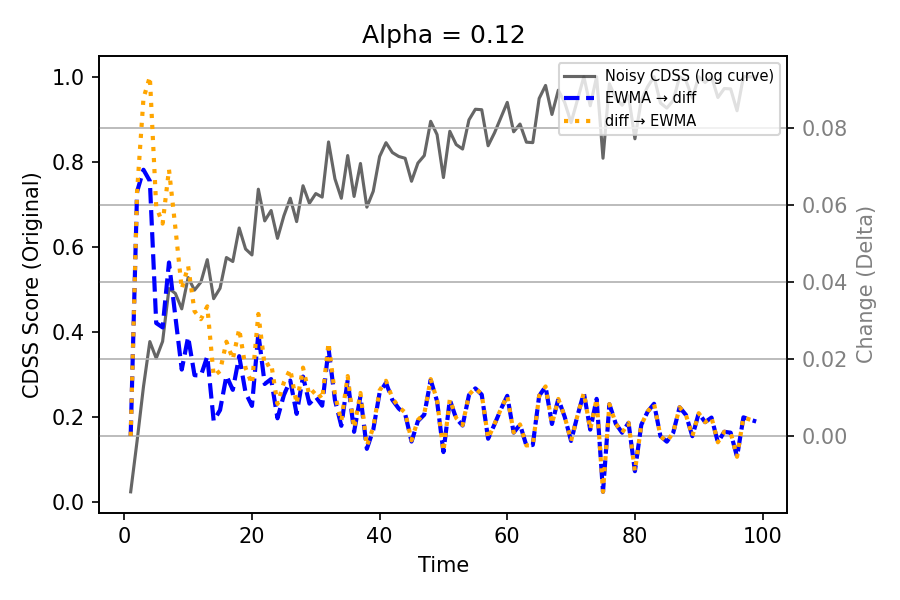 Alpha = 0.12
Noisy CDSS (log curve)
EWMA → diff
diff → EWMA
CDSS Score (Original)
1.0
0.8
0.6
0.4
0.2
0.0
0.08
0.06
0.04
0.02
0.00
Change (Delta)
0
20
40
60
80
100
Time